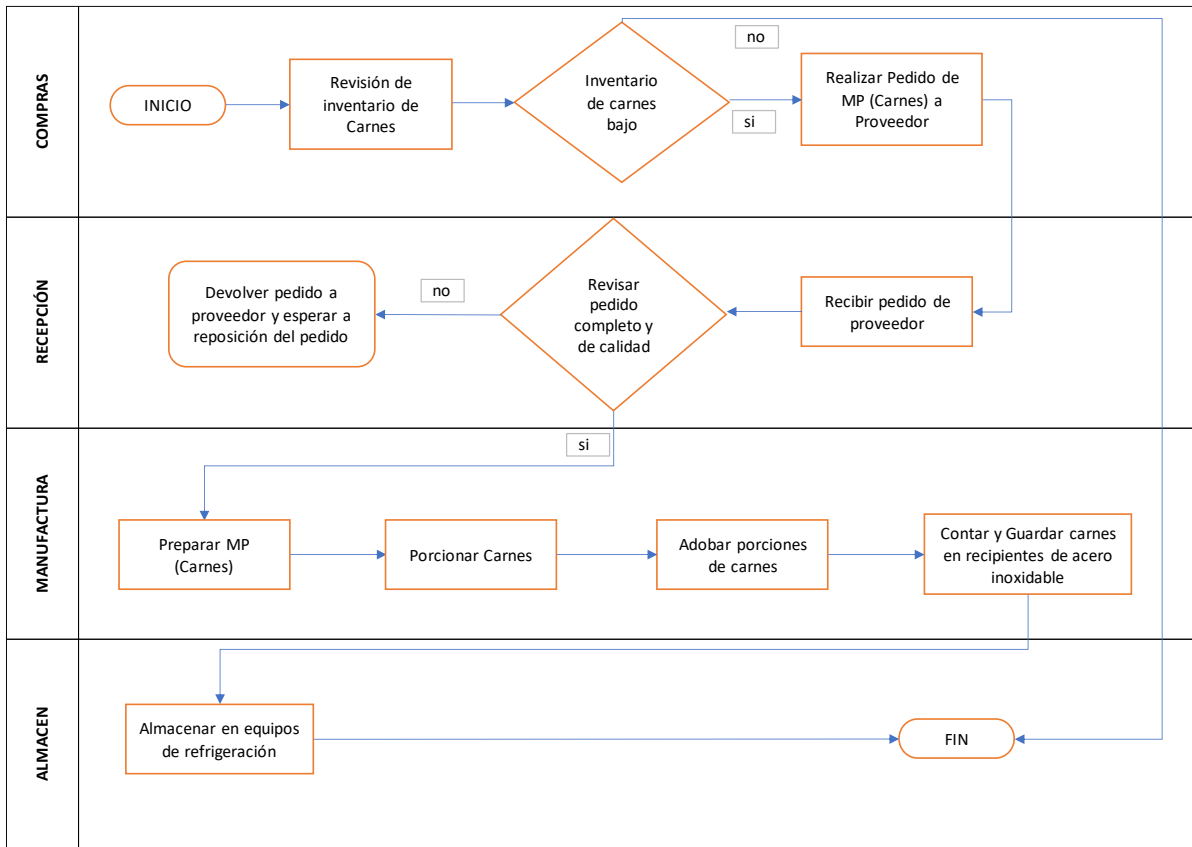 COMPRAS
INICIO
Revisión de
inventario de
Carnes
Inventario
de carnes
bajo
no
si
Realizar Pedido de
MP (Carnes) a
Proveedor
RECEPCIÓN
Devolver pedido a
proveedor y esperar a
reposición del pedido
no
Revisar
pedido
completo y
de calidad
Recibir pedido de
proveedor
MANUFACTURA
si
Preparar MP
(Carnes)
Porcionar Carnes
Adobar porciones
de carnes
Contar y Guardar carnes
en recipientes de acero
inoxidable
ALMACEN
Almacenar en equipos
de refrigeración
FIN